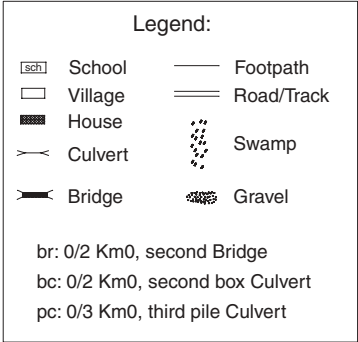 Legend:
sch School
Footpath
Village
Road/Track
House
Culvert
Swamp
Bridge
Gravel
br: 0/2 Km0, second Bridge
bc: 0/2 Km0, second box Culvert
pc: 0/3 Km0, third pile Culvert